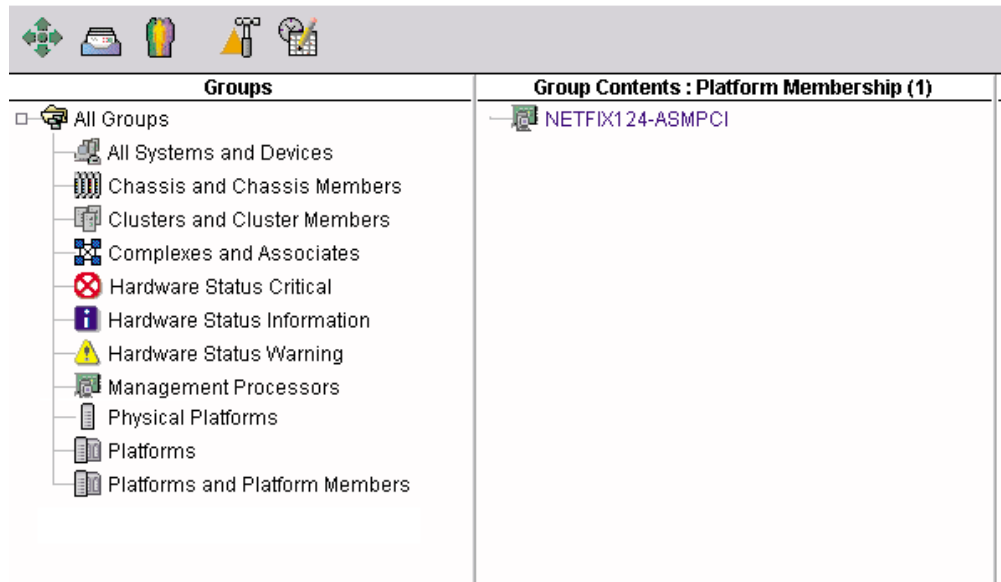 Groups
Group Contents : Platform Membership (1)
All Groups
NETFIX124-ASMPCI
All Systems and Devices
Chassis and Chassis Members
Clusters and Cluster Members
Complexes and Associates
Hardware Status Critical
Hardware Status Information
Hardware Status Warning
Management Processors
Physical Platforms
Platforms
Platforms and Platform Members